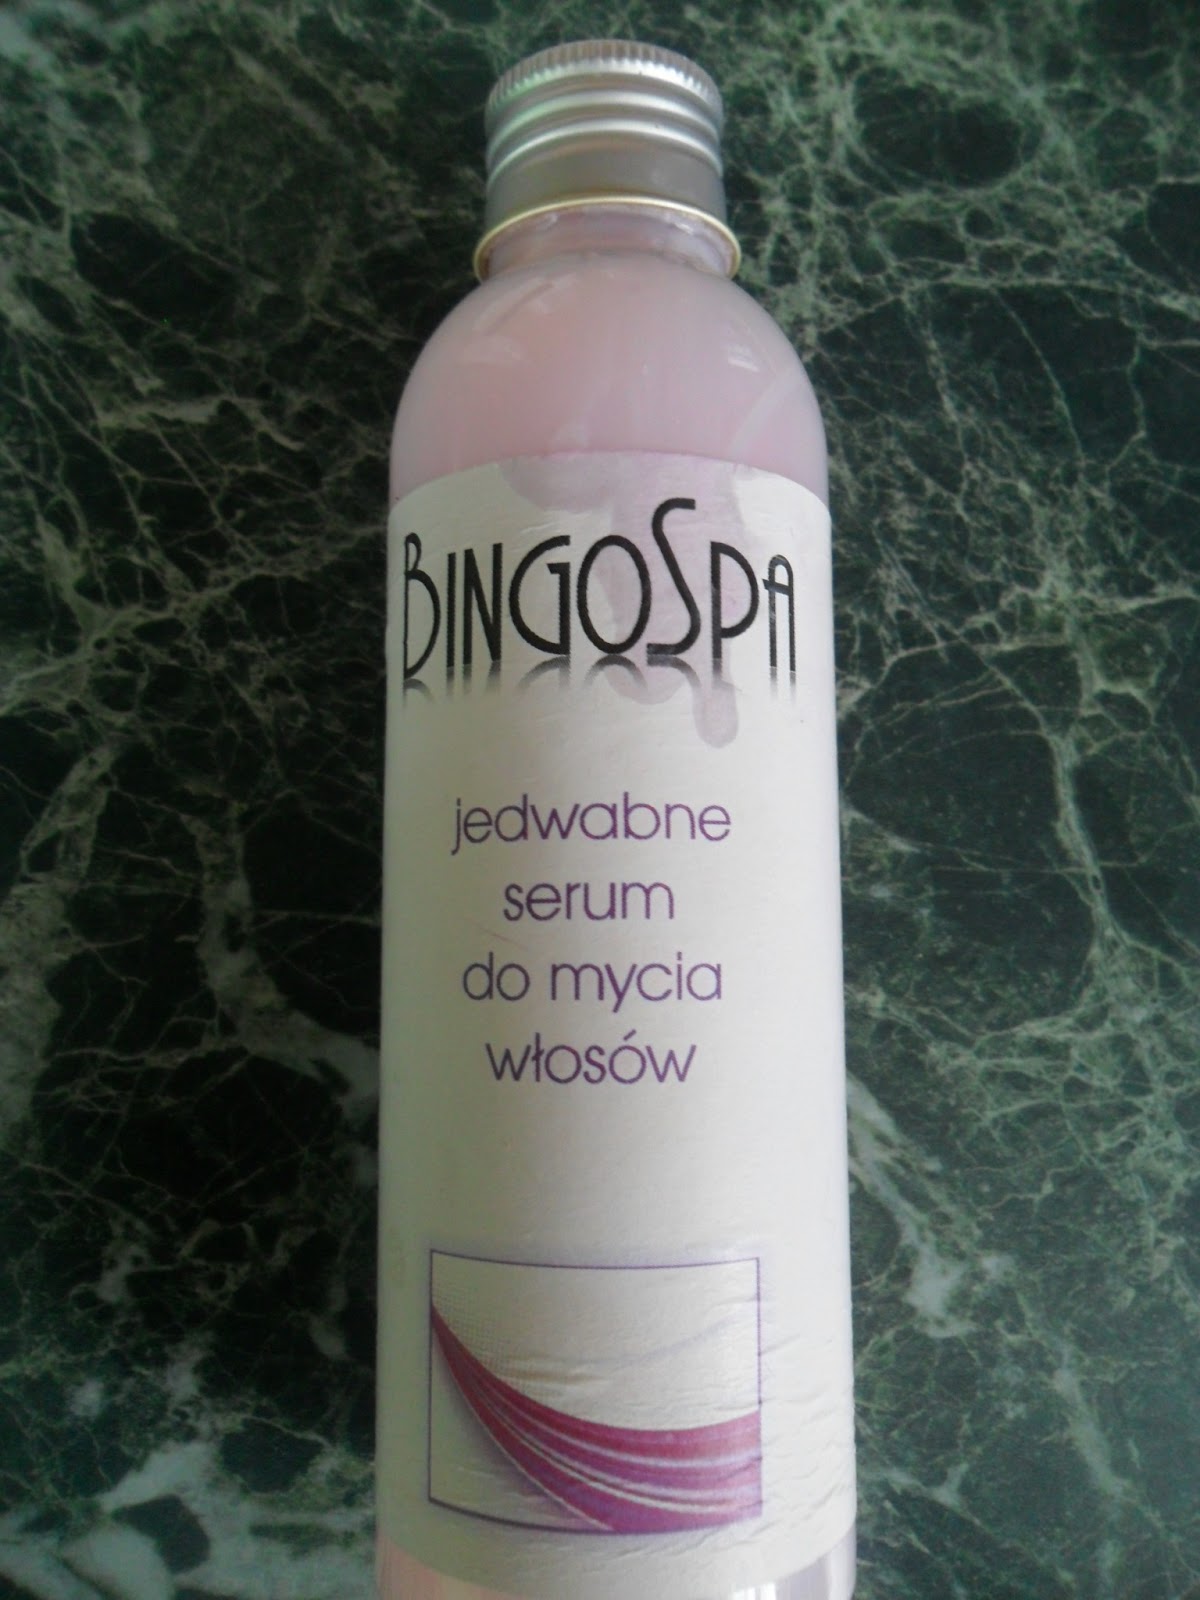 BINGOSPA
jedwabne
serum
do mycia
włosów